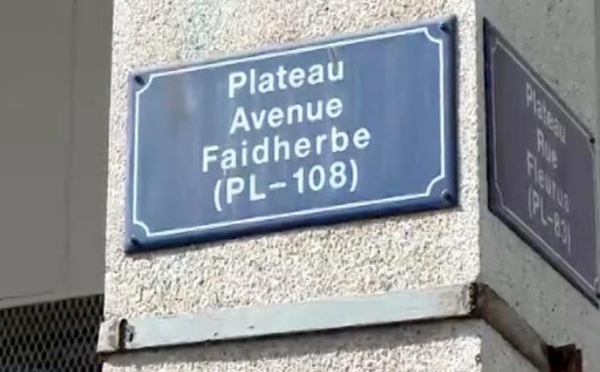 Plateau
Avenue
Faidherbe
(PL-108)
Plateau
Rue
Fleurus
(PL-83)